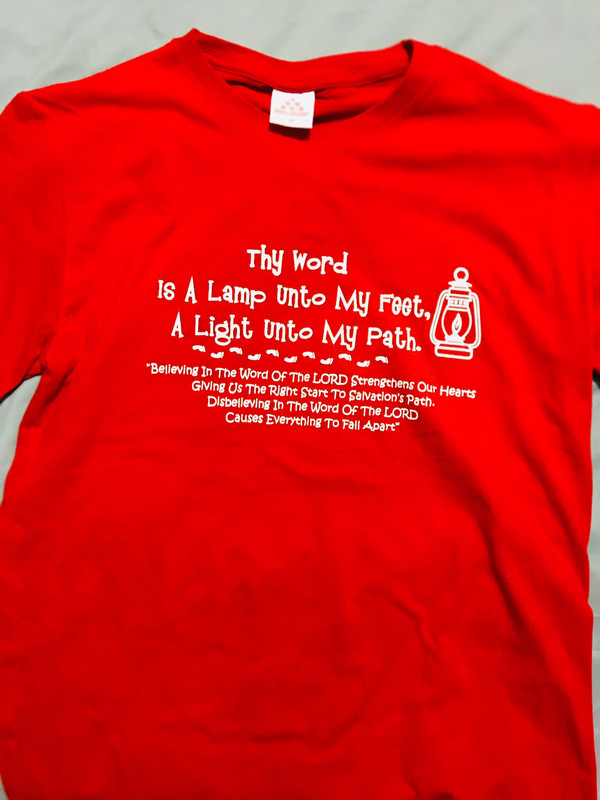 Thy Word
Is A Lamp Unto My Feet,
A Light Unto My Path.
"Believing In The Word Of The LORD Strengthens Our Hearts
Giving Us The Right Start To Salvation's Path.
Disbelieving In The Word Of The LORD
Causes Everything To Fall Apart"